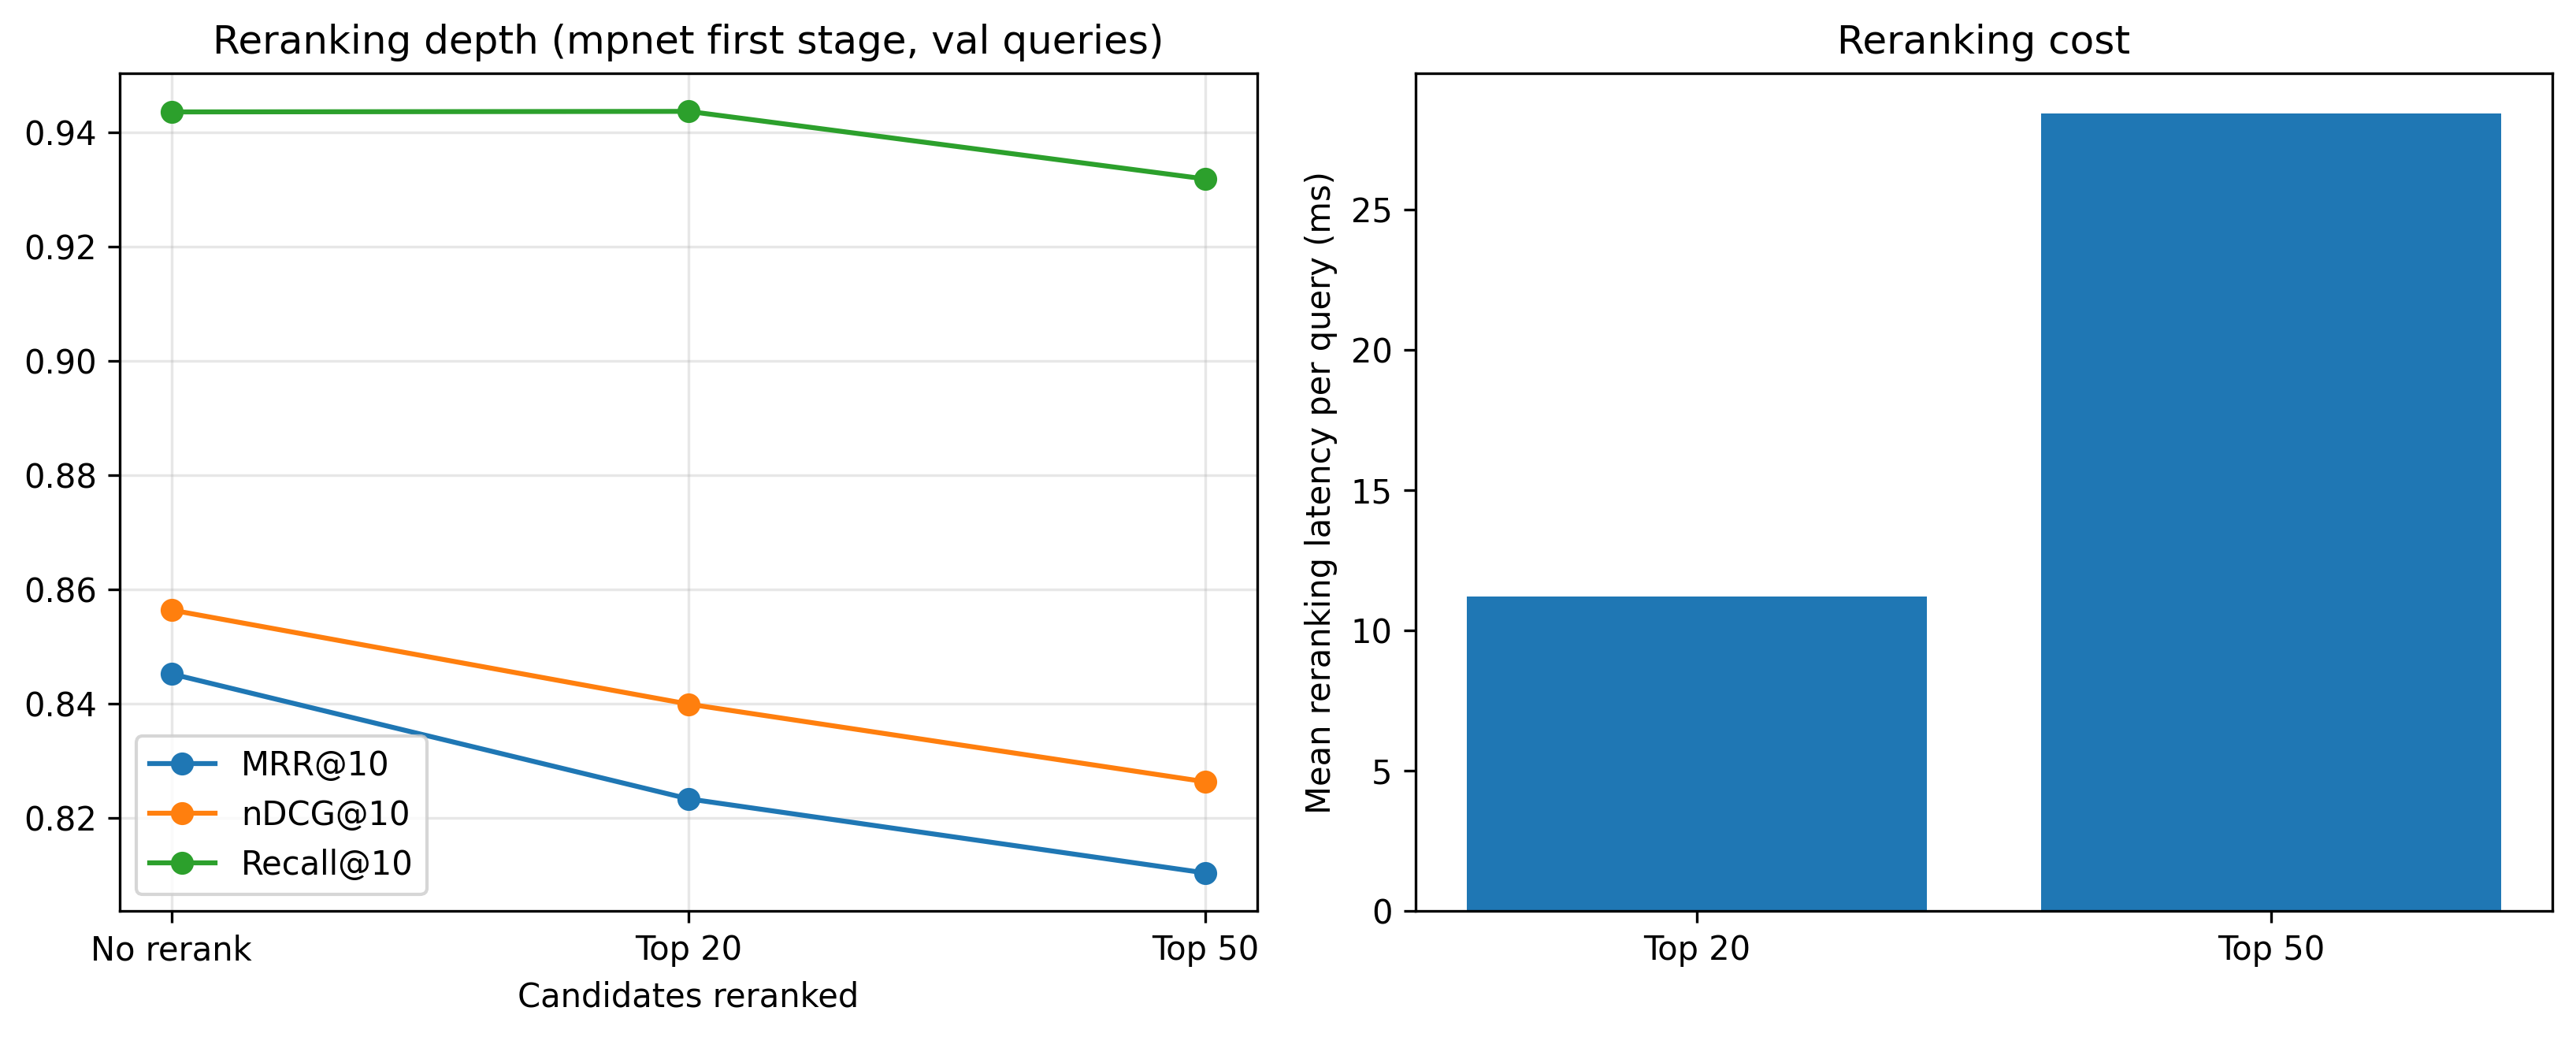 Reranking depth (mpnet first stage, val queries)
0.94
0.92
0.90
0.88
0.86
0.84
0.82
MRR@10
nDCG@10
Recall@10
No rerank
Top 20
Top 50
Candidates reranked
Reranking cost
Mean reranking latency per query (ms)
25
20
15
10
5
0
Top 20
Top 50